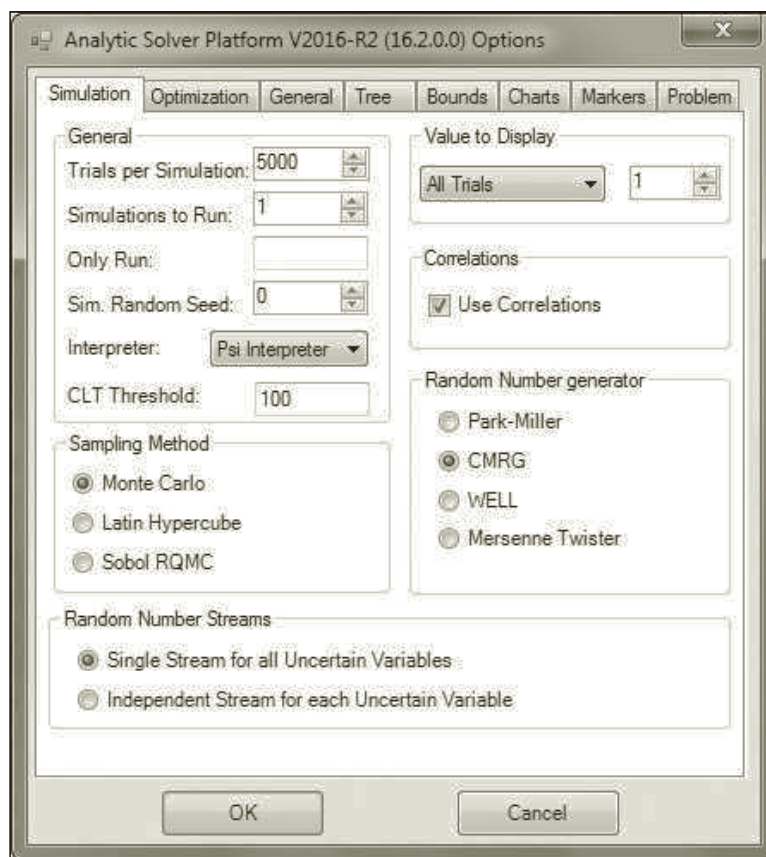 Analytic Solver Platform V2016-R2 (16.2.0.0) Options
Simulation Optimization General Tree Bounds Charts Markers Problem
General
Trials per Simulation: 5000
Simulations to Run: 1
Only Run:
Sim. Random Seed: 0
Interpreter: Psi Interpreter
CLT Threshold: 100
Sampling Method
Monte Carlo
Latin Hypercube
Sobol RQMC
Value to Display
All Trials 1
Correlations
Use Correlations
Random Number generator
Park-Miller
CMRG
WELL
Mersenne Twister
Random Number Streams
Single Stream for all Uncertain Variables
Independent Stream for each Uncertain Variable
OK Cancel